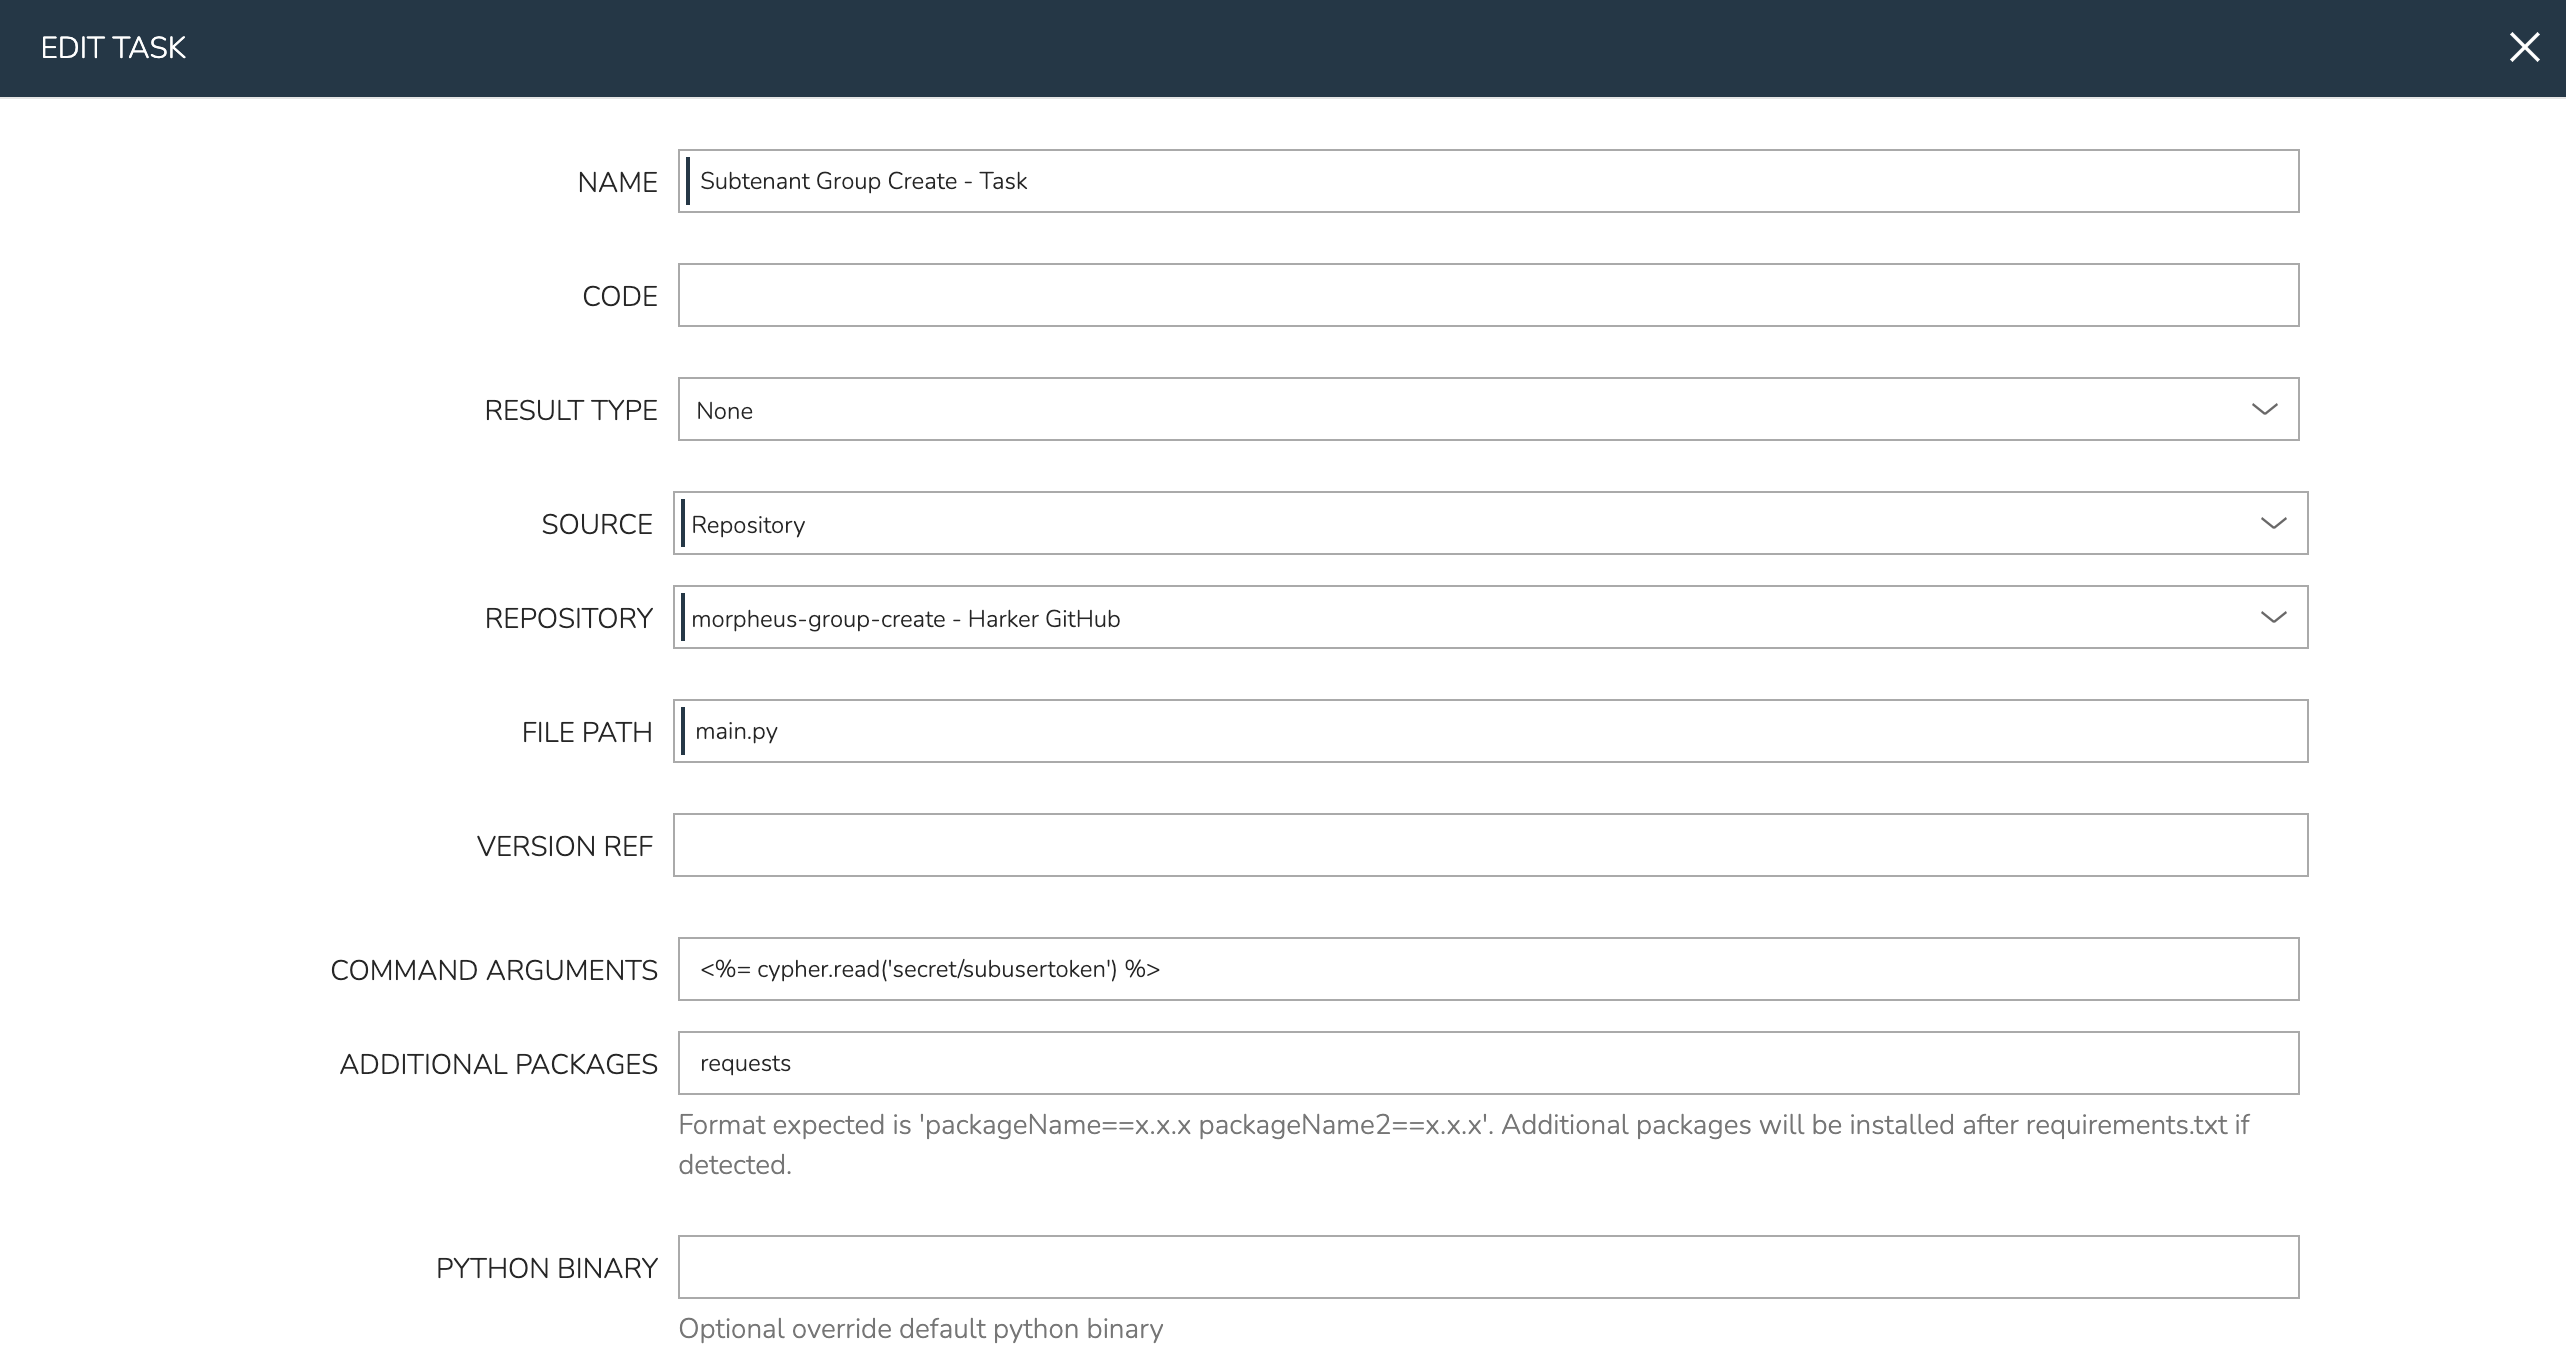 EDIT TASK
NAME
Subtenant Group Create - Task
CODE
RESULT TYPE
None
SOURCE
Repository
REPOSITORY
morpheus-group-create - Harker GitHub
FILE PATH
main.py
VERSION REF
COMMAND ARGUMENTS
<%= cypher.read('secret/subusertoken') %>
ADDITIONAL PACKAGES
requests
Format expected is 'packageName==x.x.x packageName2==x.x.x'. Additional packages will be installed after requirements.txt if
detected.
PYTHON BINARY
Optional override default python binary